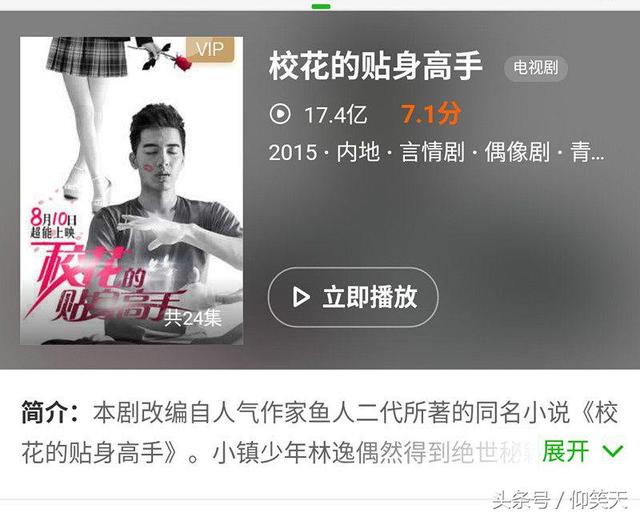 VIP
校花的贴身高手
电视剧
17.4亿
7.1分
2015·内地·言情剧·偶像剧·青...
8月10日
超能上映
校花的
贴身高手
共24集
立即播放
简介：本剧改编自人气作家鱼人二代所著的同名小说《校
花的贴身高手》。小镇少年林逸偶然得到绝世秘
展开
头条号 / 仰笑天